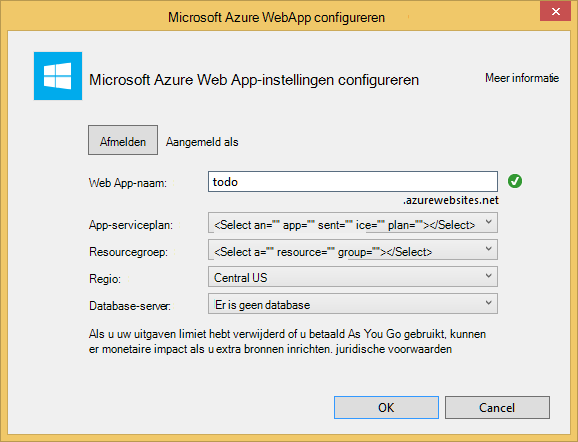 Microsoft Azure WebApp configureren
Microsoft Azure Web App-instellingen configureren
Meer informatie
Afmelden
Aangemeld als
Web App-naam:
todo
.azurewebsites.net
App-serviceplan:
<Select an="" app="" sent="" ice="" plan=""></Select>
Resourcegroep:
<Select a="" resource="" group=""></Select>
Regio:
Central US
Database-server:
Er is geen database
Als u uw uitgaven limiet hebt verwijderd of u betaald As You Go gebruikt, kunnen
er monetaire impact als u extra bronnen inrichten. juridische voorwaarden
OK
Cancel